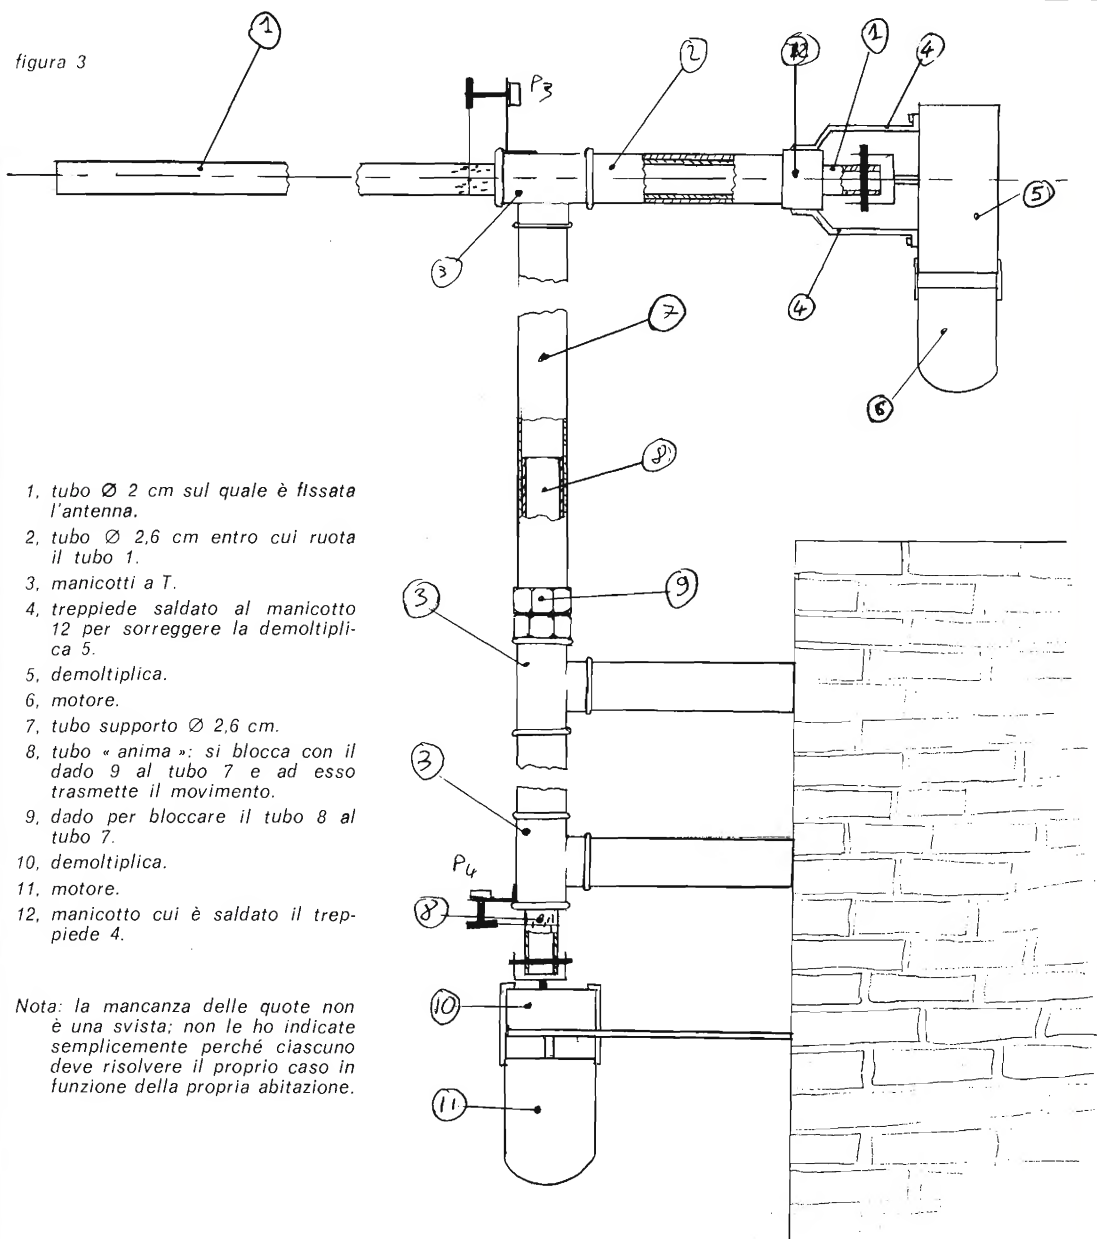 1
figura 3
2
12
1
4
P3
3
5
4
7
6
8
1, tubo Ø 2 cm sul quale è fissata
l'antenna.
2, tubo Ø 2,6 cm entro cui ruota
il tubo 1.
3, manicotti a T.
4, treppiede saldato al manicotto
12 per sorreggere la demoltipli-
ca 5.
5, demoltiplica.
6, motore.
7, tubo supporto Ø 2,6 cm.
8, tubo « anima »: si blocca con il
dado 9 al tubo 7 e ad esso
trasmette il movimento.
9, dado per bloccare il tubo 8 al
tubo 7.
10, demoltiplica.
11, motore.
12, manicotto cui è saldato il trep-
piede 4.
Nota: la mancanza delle quote non
è una svista; non le ho indicate
semplicemente perché ciascuno
deve risolvere il proprio caso in
funzione della propria abitazione.
9
3
3
P4
8
10
11